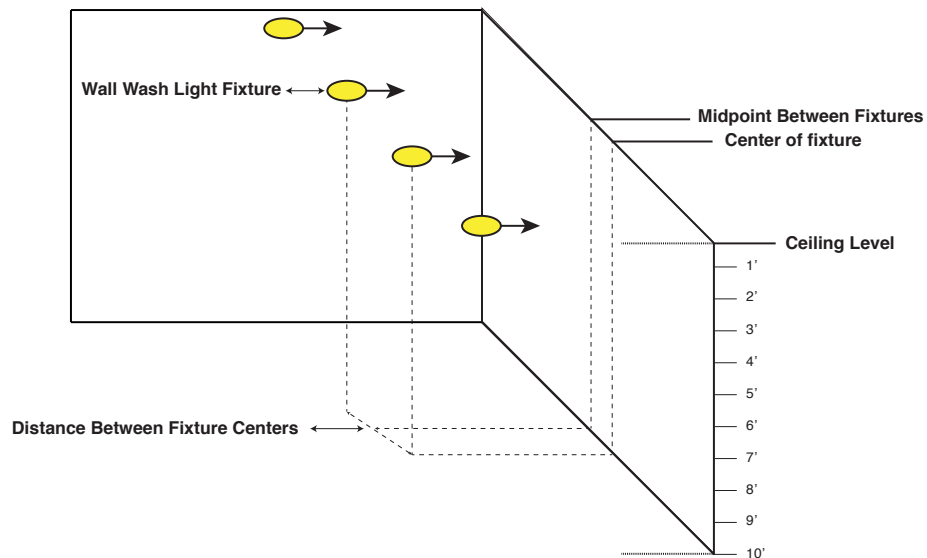 Wall Wash Light Fixture
Midpoint Between Fixtures
Center of fixture
Ceiling Level
1’
2’
3’
4’
5’
6’
Distance Between Fixture Centers
7’
8’
9’
10’